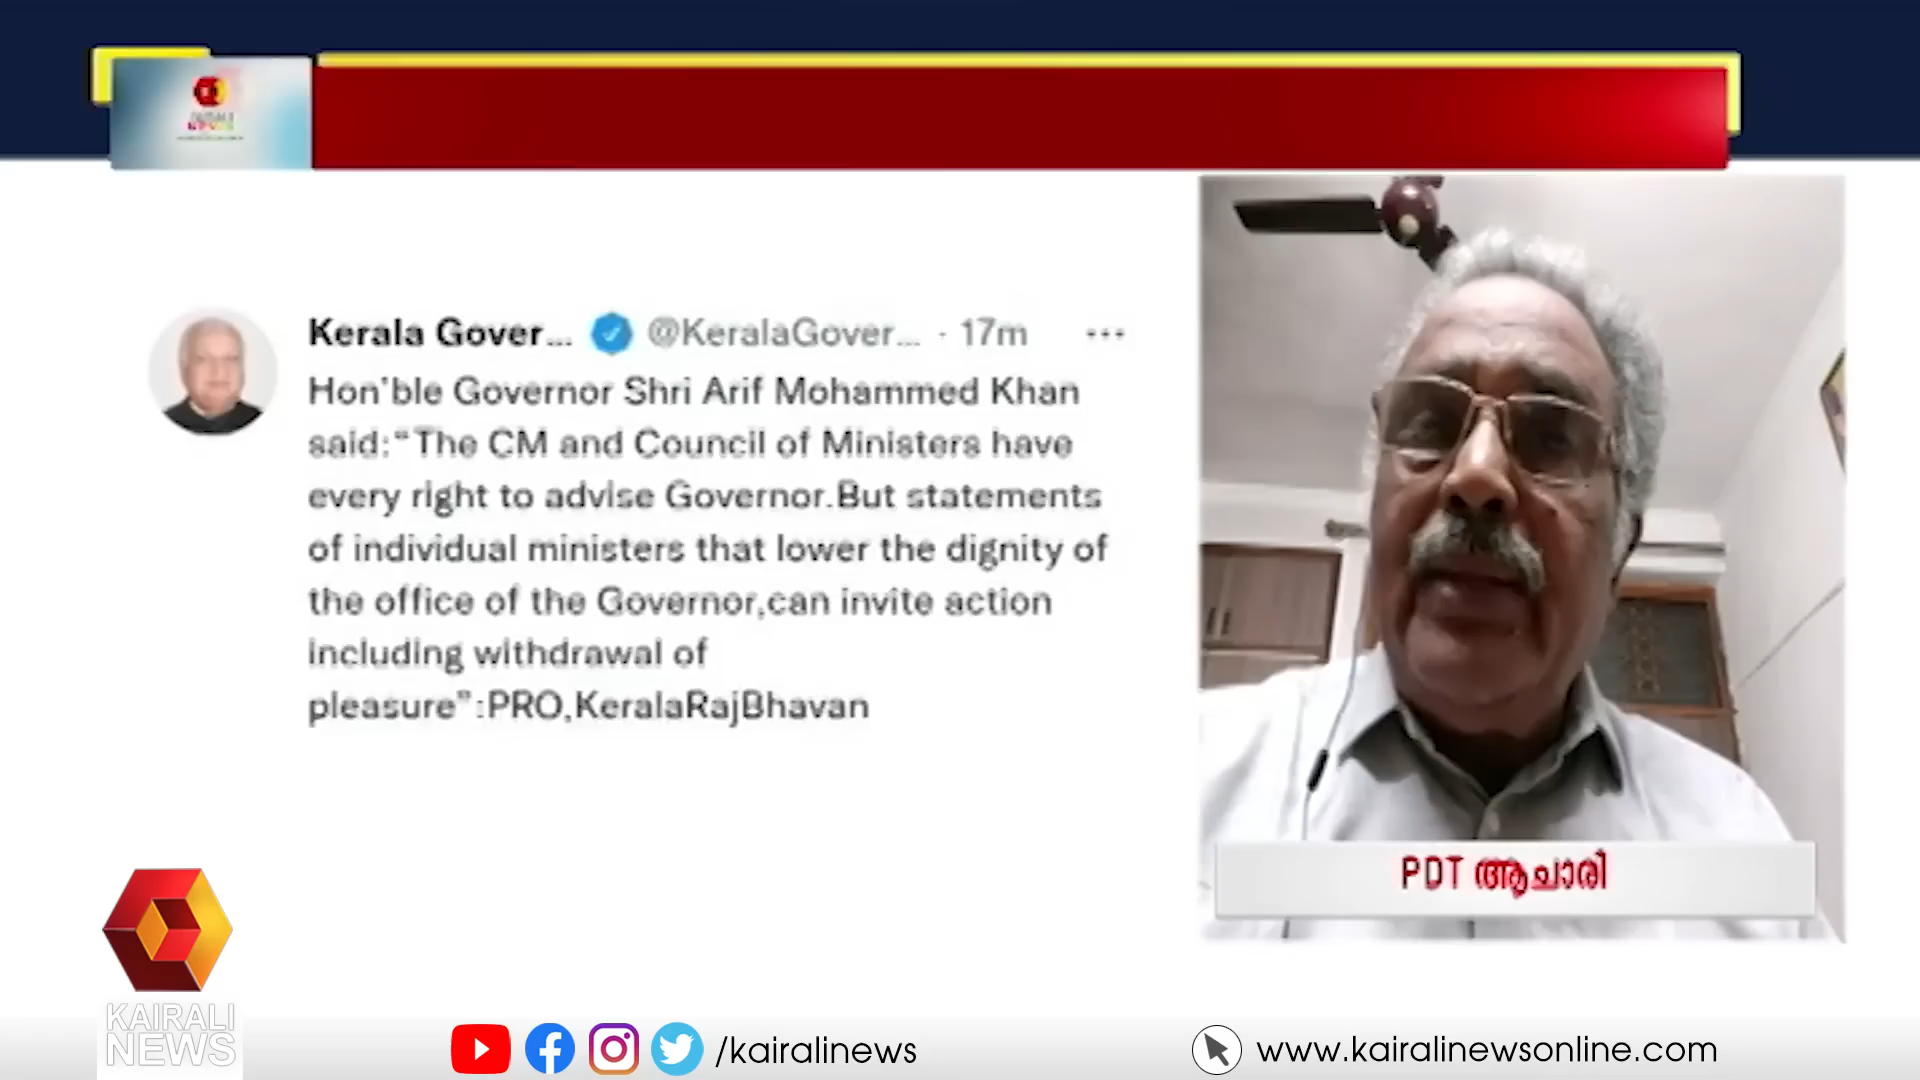 Kerala Gover... @KeralaGover... · 17m ...
Hon'ble Governor Shri Arif Mohammed Khan
said:"The CM and Council of Ministers have
every right to advise Governor.But statements
of individual ministers that lower the dignity of
the office of the Governor,can invite action
including withdrawal of
pleasure":PRO,KeralaRajBhavan
PDT ആചാരി
KAIRALI
NEWS
/kairalinews
www.kairalinewsonline.com